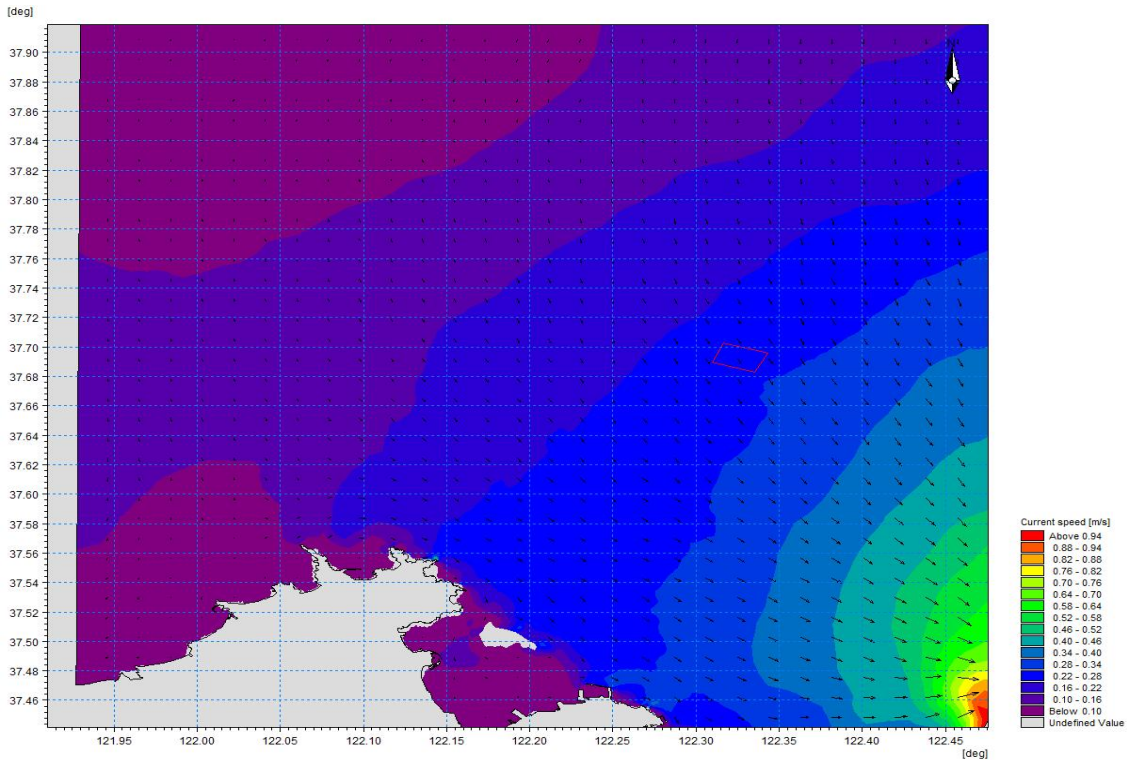 [deg]
37.90
37.88
37.86
37.84
37.82
37.80
37.78
37.76
37.74
37.72
37.70
37.68
37.66
37.64
37.62
37.60
37.58
37.56
37.54
37.52
37.50
37.48
37.46
121.95 122.00 122.05 122.10 122.15 122.20 122.25 122.30 122.35 122.40 122.45
[deg]
Current speed [m/s]
Above 0.94
0.88 - 0.94
0.82 - 0.88
0.76 - 0.82
0.70 - 0.76
0.64 - 0.70
0.58 - 0.64
0.52 - 0.58
0.46 - 0.52
0.40 - 0.46
0.34 - 0.40
0.28 - 0.34
0.22 - 0.28
0.16 - 0.22
0.10 - 0.16
Below 0.10
Undefined Value